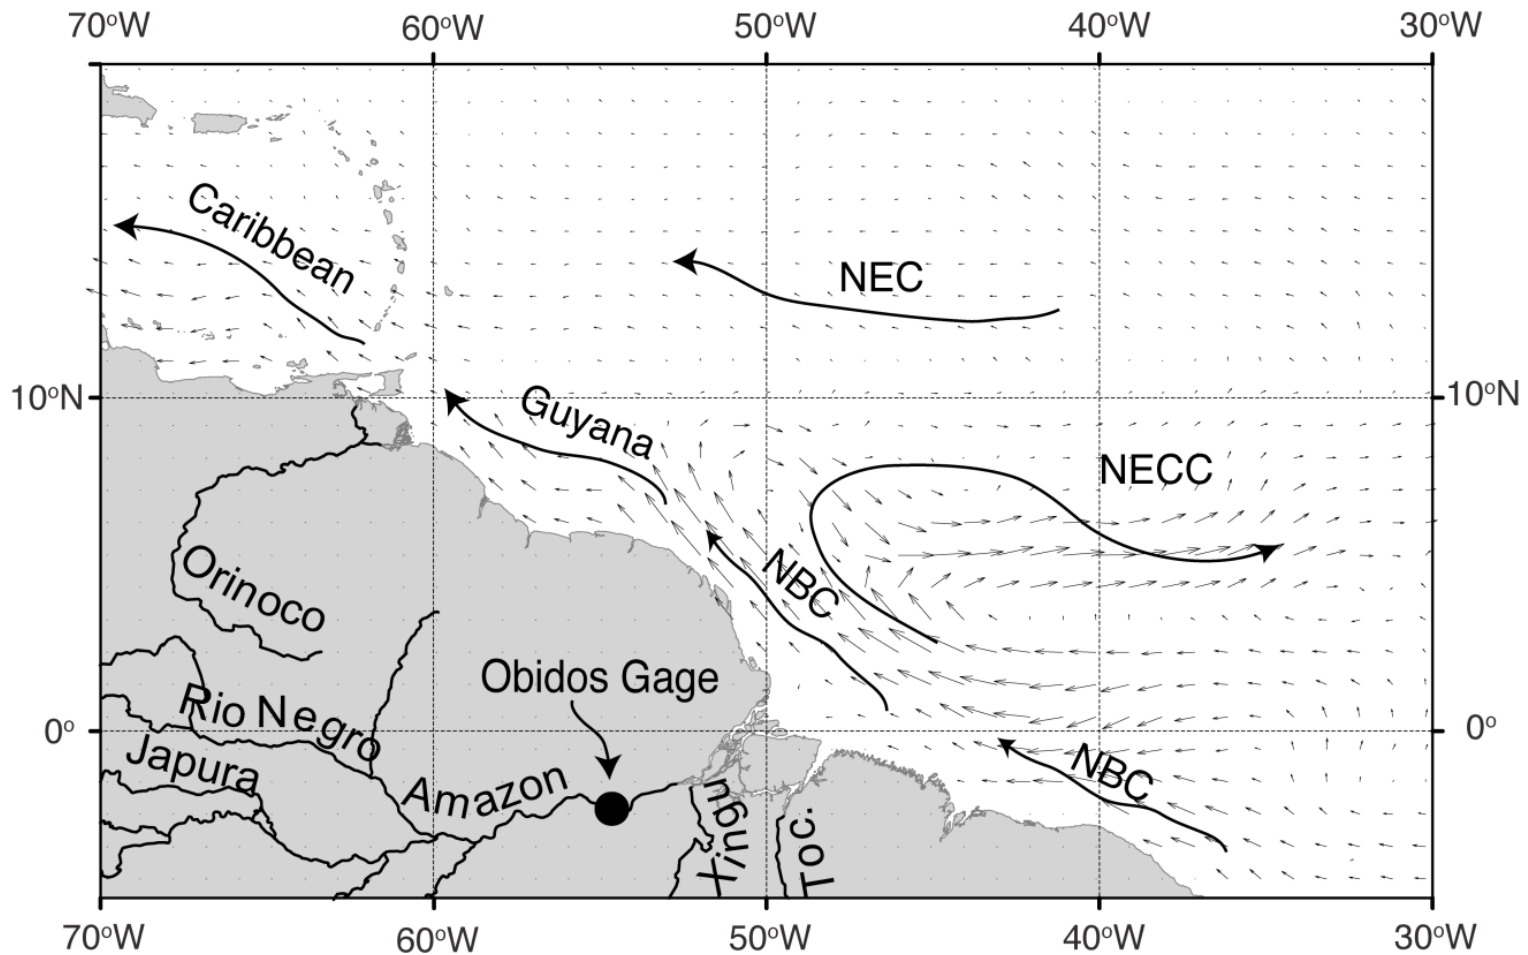 70°W 60°W 50°W 40°W 30°W
Caribbean
NEC
10°N
10°N
Guyana
NECC
NBC
Orinoco
Obidos Gage
Rio Negro
0°
0°
Japura
NBC
Amazon
Xingu
Toc.
70°W 60°W 50°W 40°W 30°W